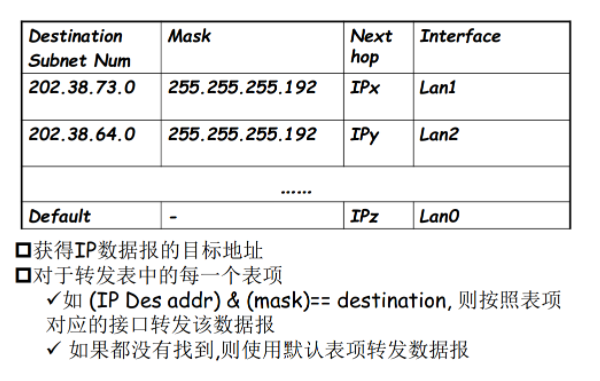 Destination Subnet Num Mask Next hop Interface
202.38.73.0 255.255.255.192 IPx Lan1
202.38.64.0 255.255.255.192 IPy Lan2
......
Default - IPz Lan0
获得IP数据报的目标地址
对于转发表中的每一个表项
✓如 (IP Des addr) & (mask)== destination, 则按照表项
对应的接口转发该数据报
✓ 如果都没有找到,则使用默认表项转发数据报